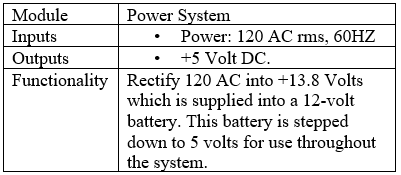 Module Power System
Inputs • Power: 120 AC rms, 60HZ
Outputs • +5 Volt DC.
Functionality Rectify 120 AC into +13.8 Volts
which is supplied into a 12-volt
battery. This battery is stepped
down to 5 volts for use throughout
the system.